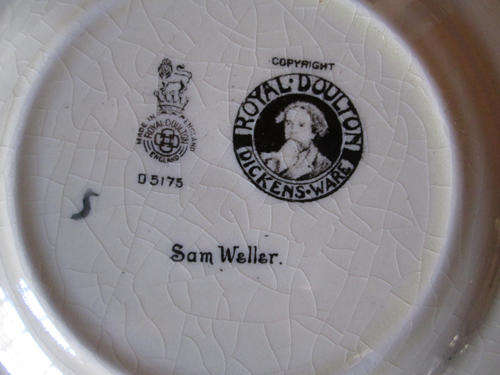 COPYRIGHT
ROYAL·DOULTON
DICKENS·WARE
MADE IN ENGLAND
ROYAL·DOULTON
ENGLAND
D5175
Sam Weller.